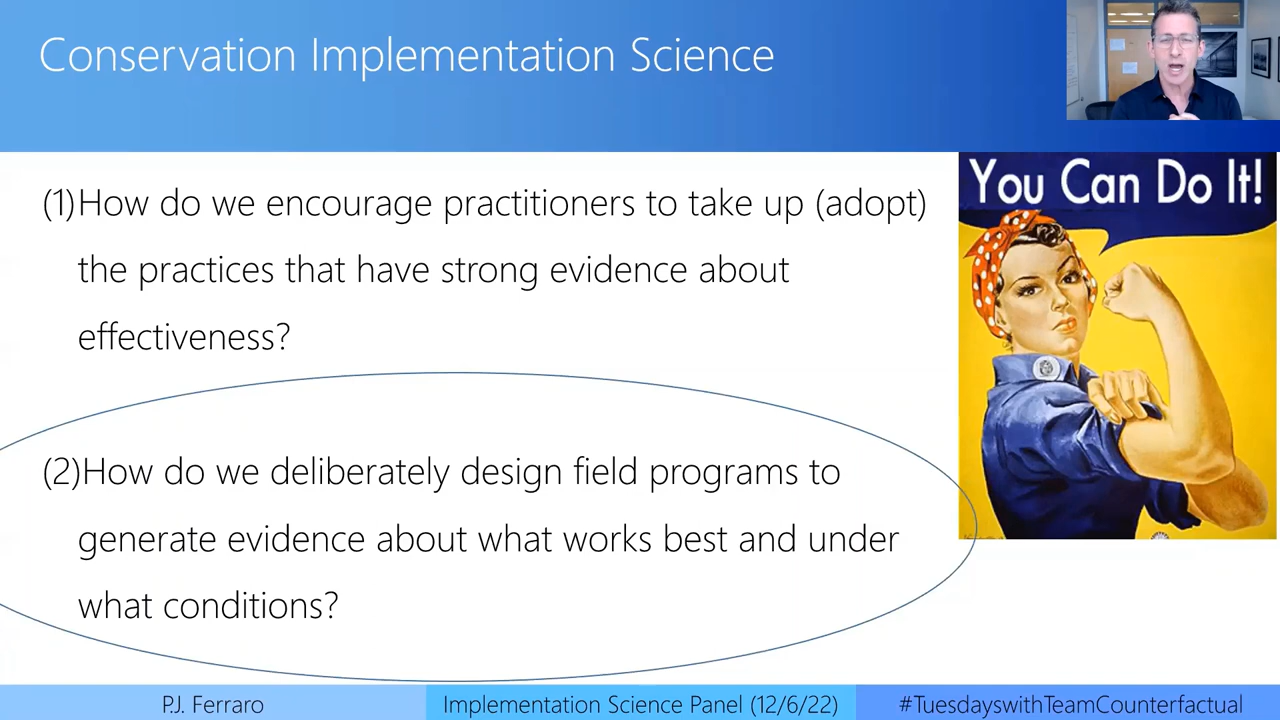 Conservation Implementation Science
You Can Do It!
(1)How do we encourage practitioners to take up (adopt)
the practices that have strong evidence about
effectiveness?
(2)How do we deliberately design field programs to
generate evidence about what works best and under
what conditions?
P.J. Ferraro
Implementation Science Panel (12/6/22)
#TuesdayswithTeamCounterfactual